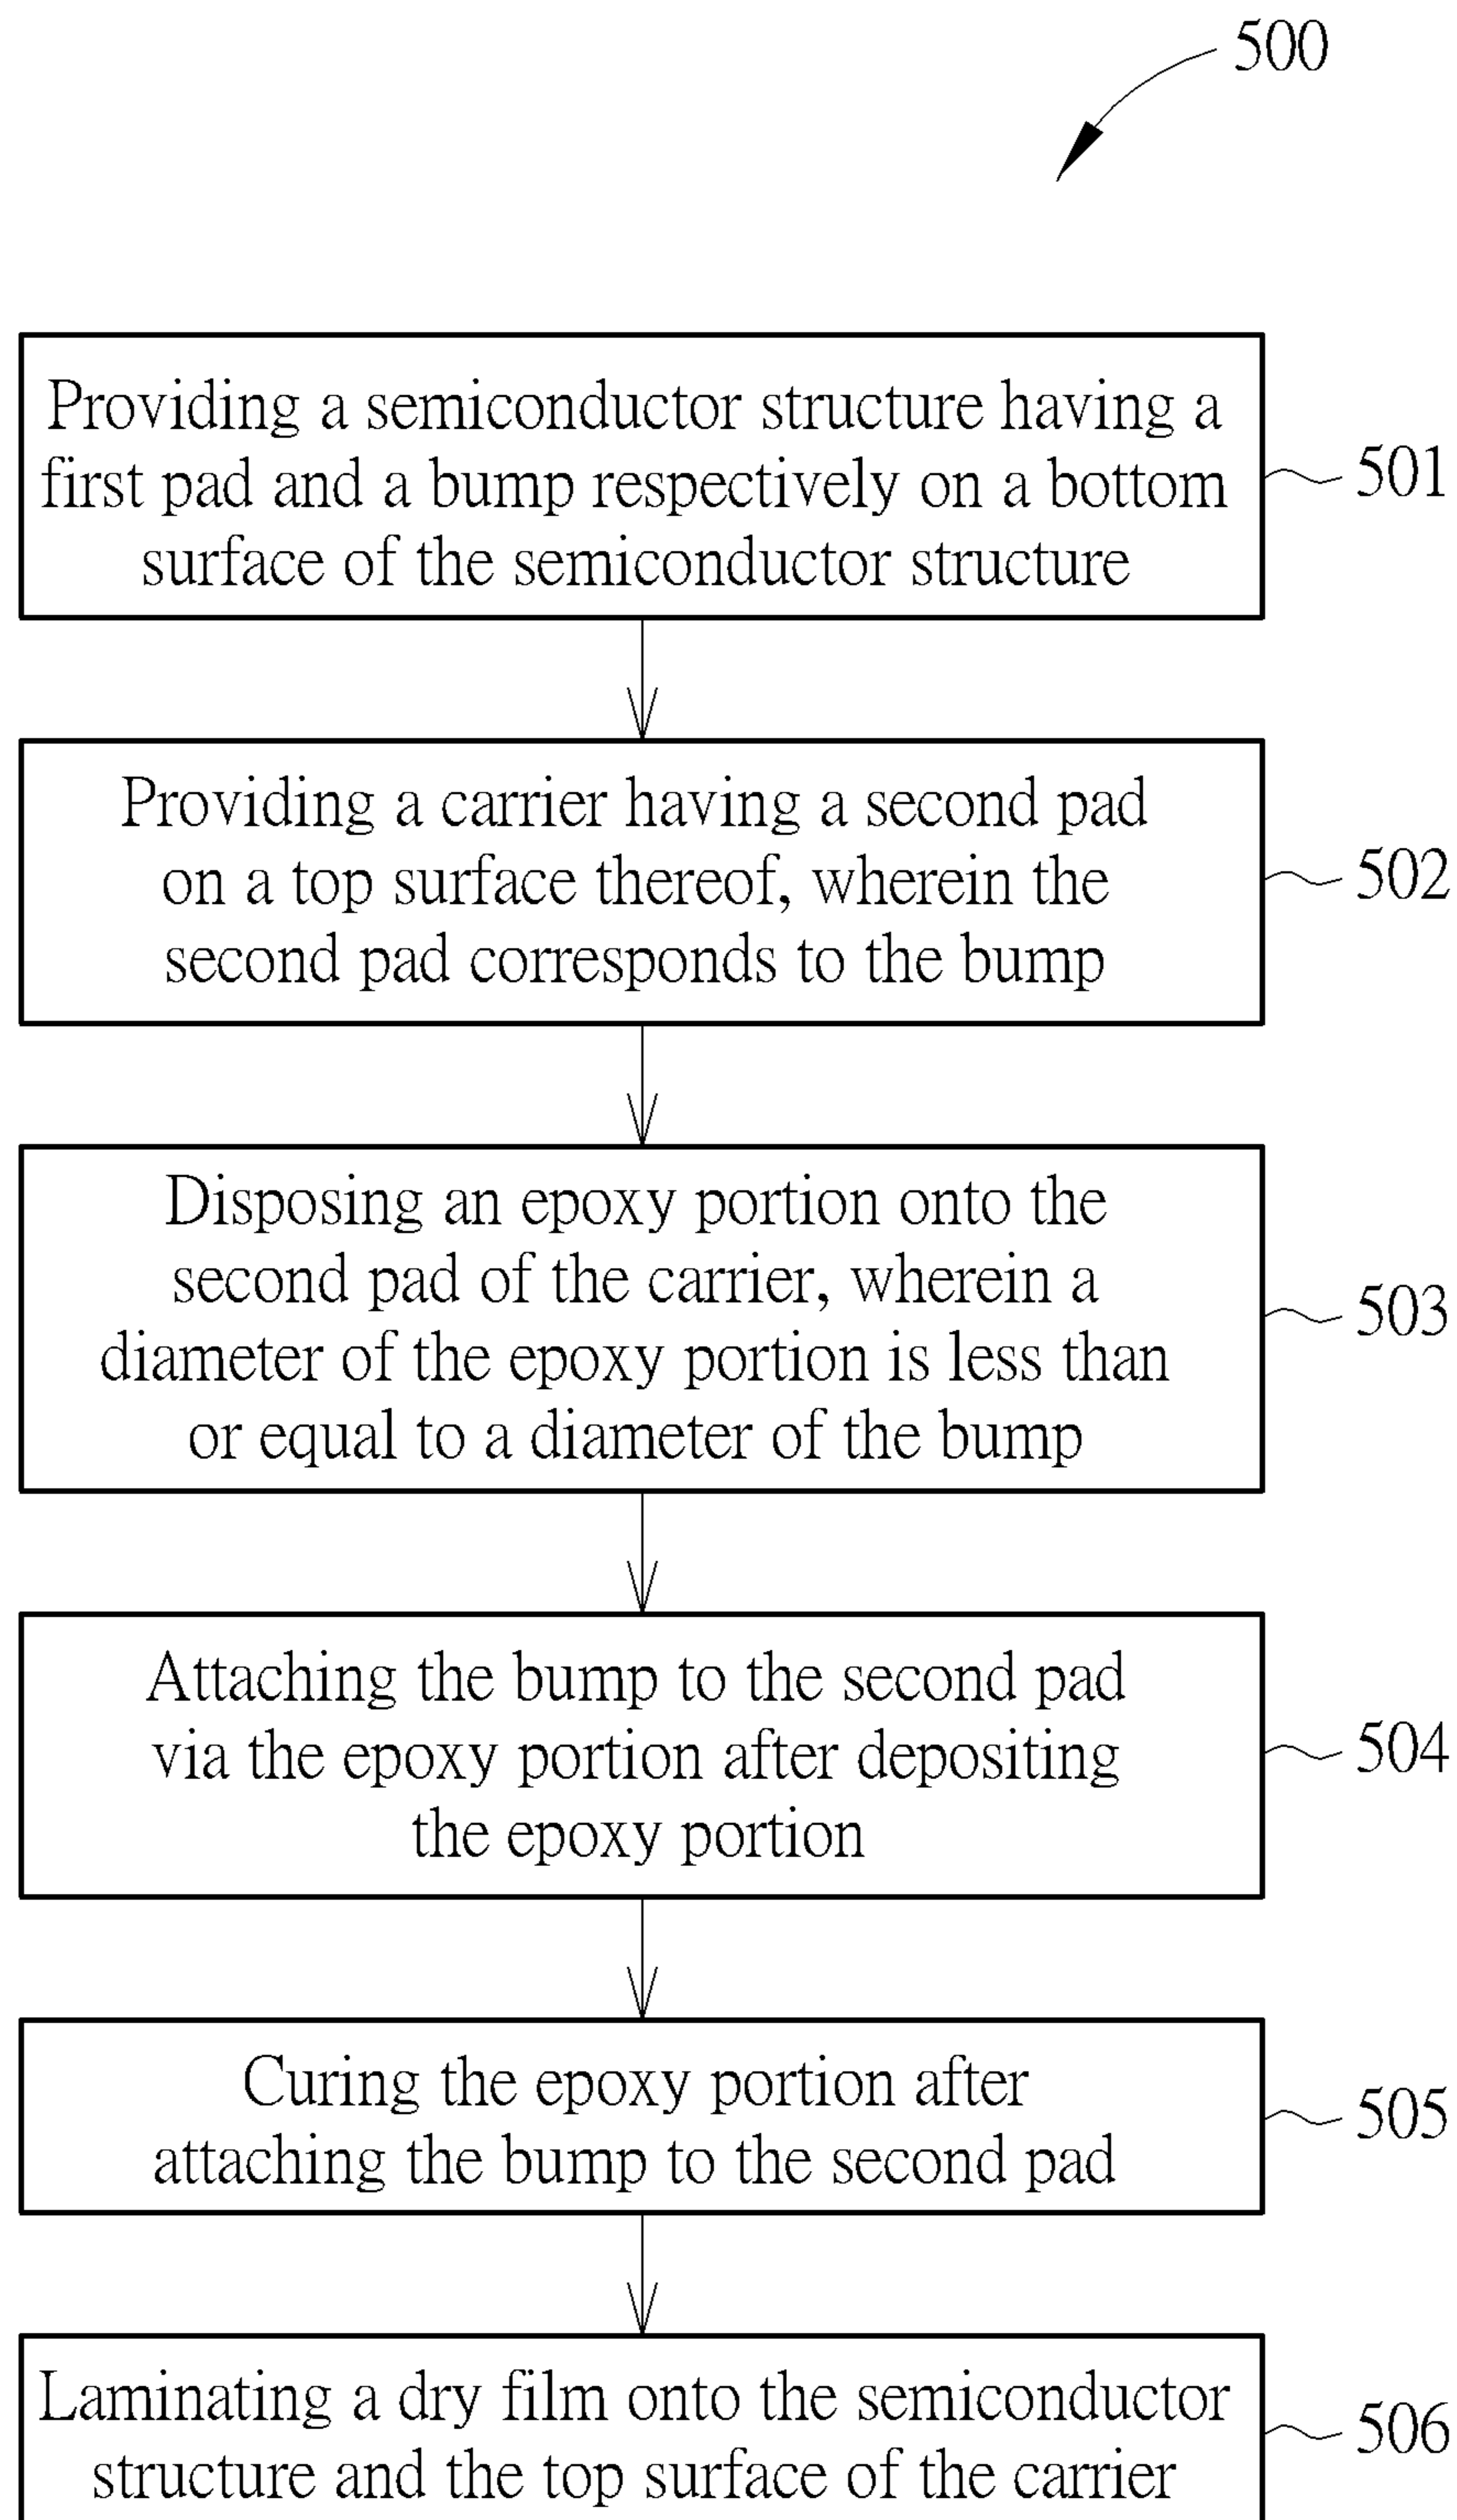 500
Providing a semiconductor structure having a
first pad and a bump respectively on a bottom
surface of the semiconductor structure
501
Providing a carrier having a second pad
on a top surface thereof, wherein the
second pad corresponds to the bump
502
Disposing an epoxy portion onto the
second pad of the carrier, wherein a
diameter of the epoxy portion is less than
or equal to a diameter of the bump
503
Attaching the bump to the second pad
via the epoxy portion after depositing
the epoxy portion
504
Curing the epoxy portion after
attaching the bump to the second pad
505
Laminating a dry film onto the semiconductor
structure and the top surface of the carrier
506